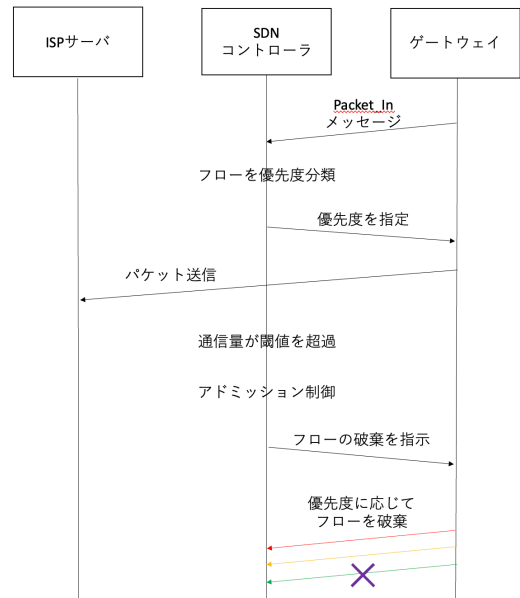 ISPサーバ
SDN
コントローラ
ゲートウェイ
Packet_In
メッセージ
フローを優先度分類
優先度を指定
パケット送信
通信量が閾値を超過
アドミッション制御
フローの破棄を指示
優先度に応じて
フローを破棄